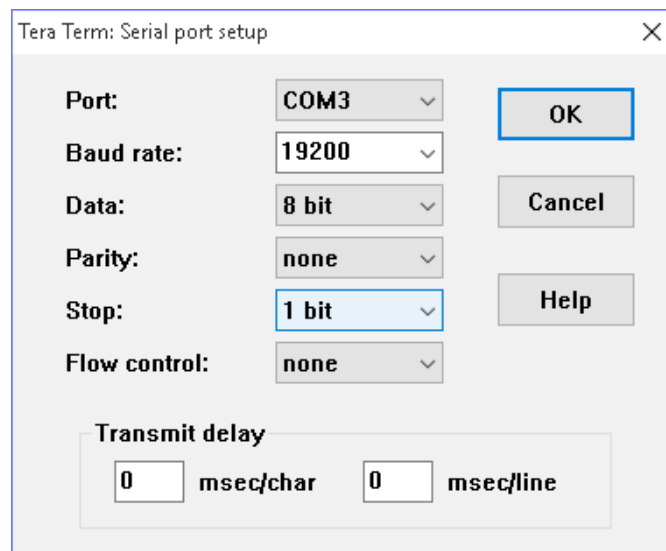 Tera Term: Serial port setup
Port: COM3
OK
Baud rate: 19200
Data: 8 bit
Cancel
Parity: none
Stop: 1 bit
Help
Flow control: none
Transmit delay
0 msec/char 0 msec/line